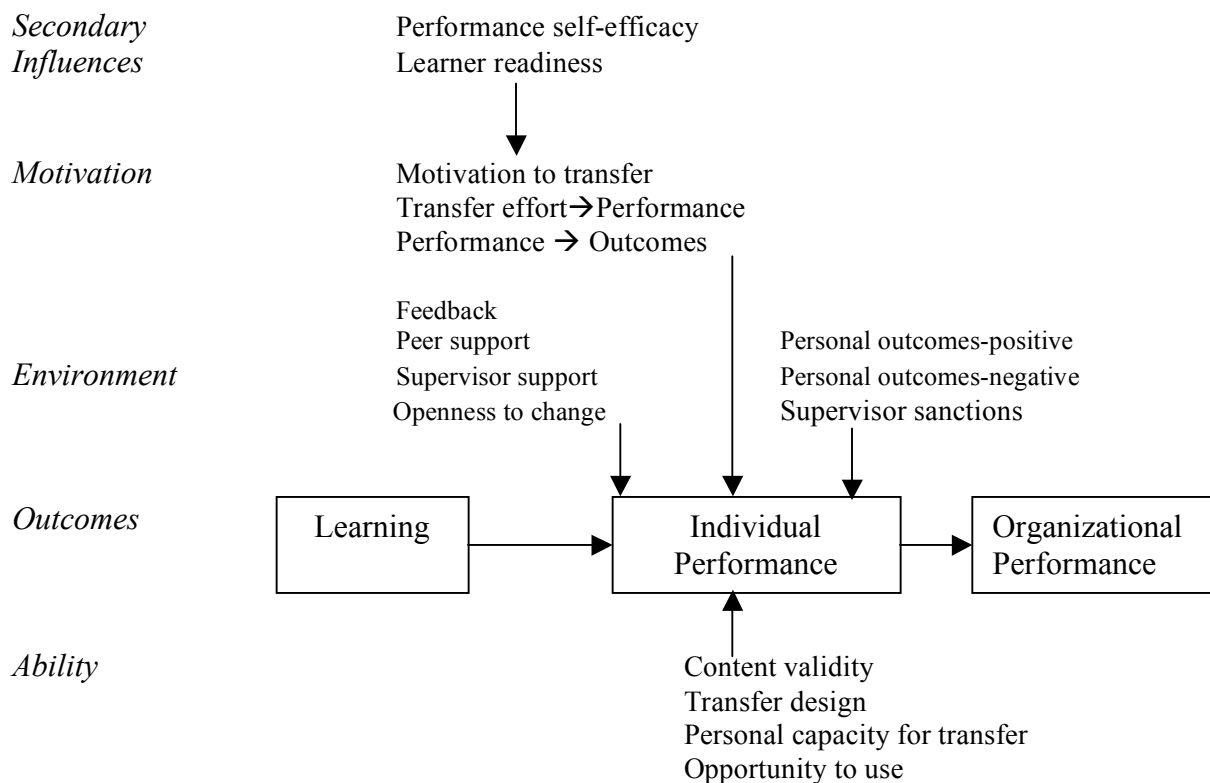 Secondary
Influences
Performance self-efficacy
Learner readiness
Motivation
Motivation to transfer
Transfer effort→Performance
Performance → Outcomes
Environment
Feedback
Peer support
Supervisor support
Openness to change
Personal outcomes-positive
Personal outcomes-negative
Supervisor sanctions
Outcomes
Learning
Individual
Performance
Organizational
Performance
Ability
Content validity
Transfer design
Personal capacity for transfer
Opportunity to use